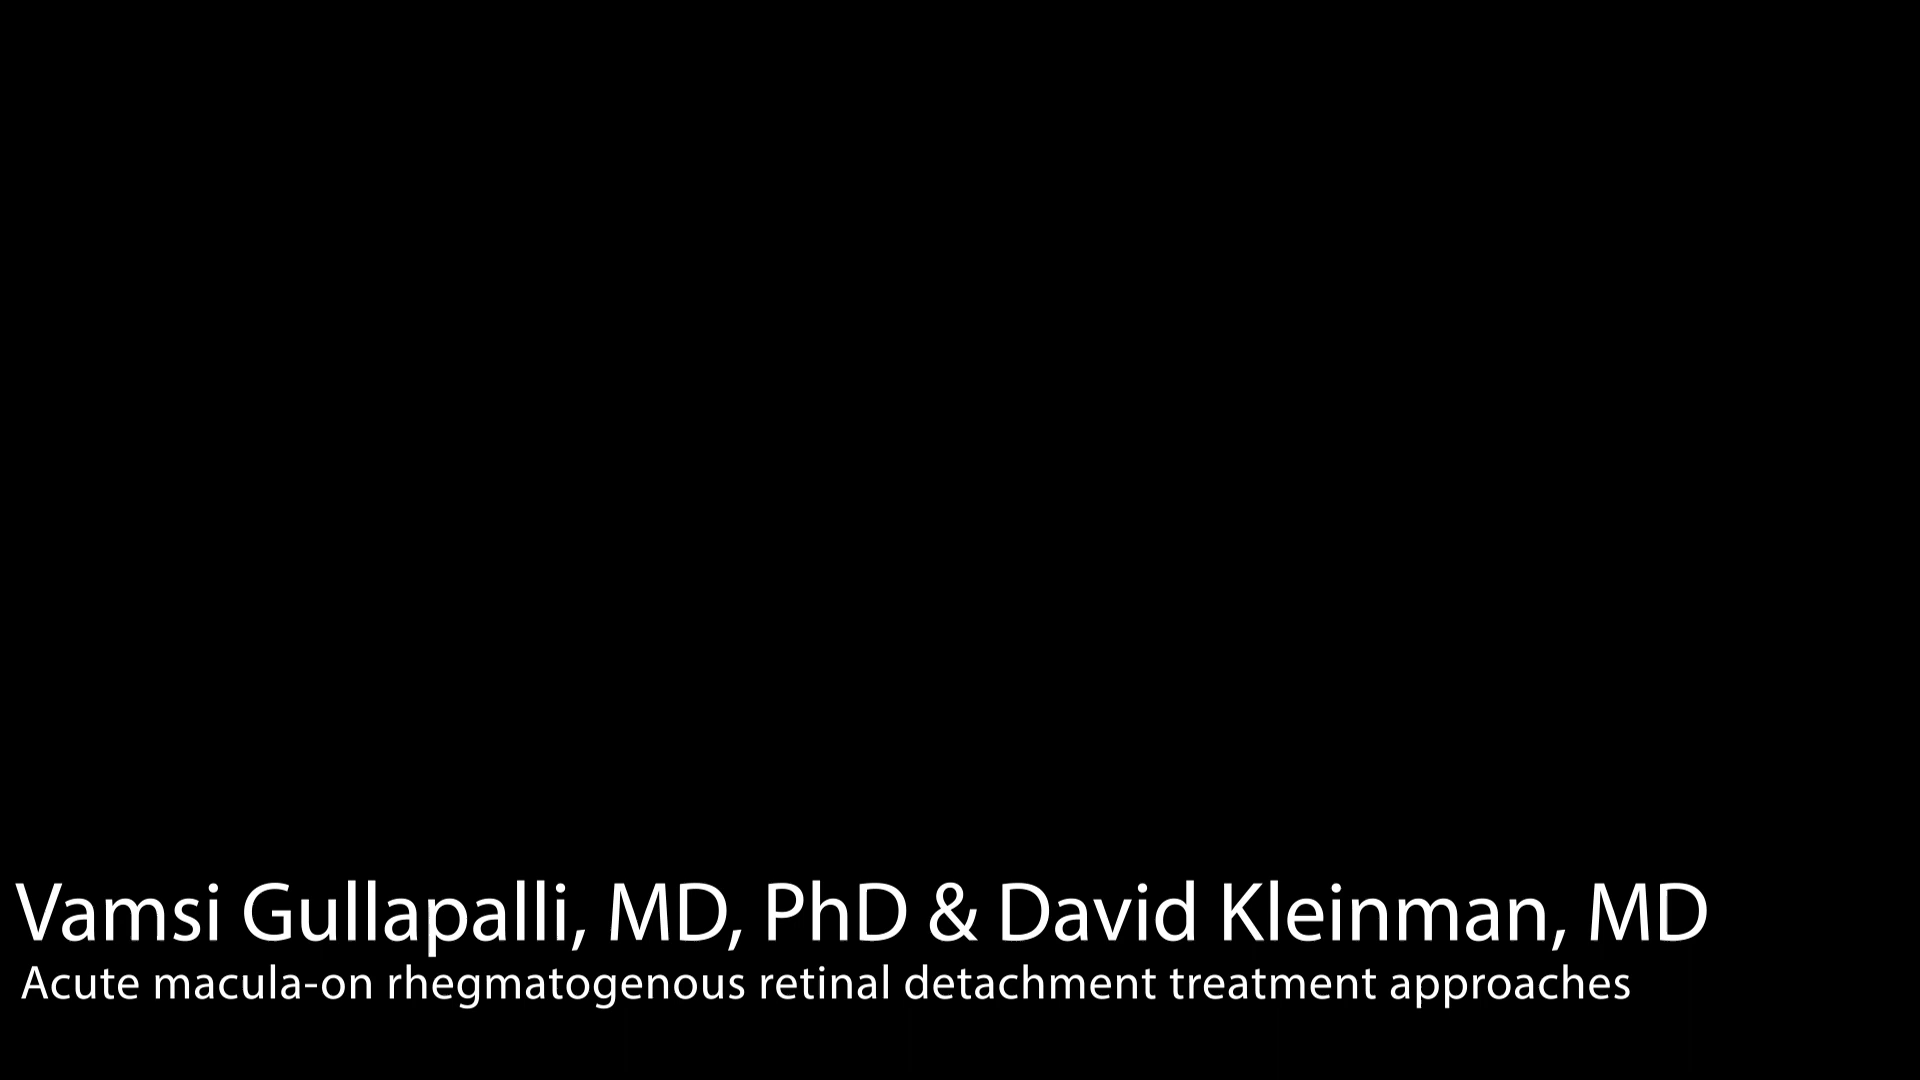 Vamsi Gullapalli, MD, PhD & David Kleinman, MD
Acute macula-on rhegmatogenous retinal detachment treatment approaches